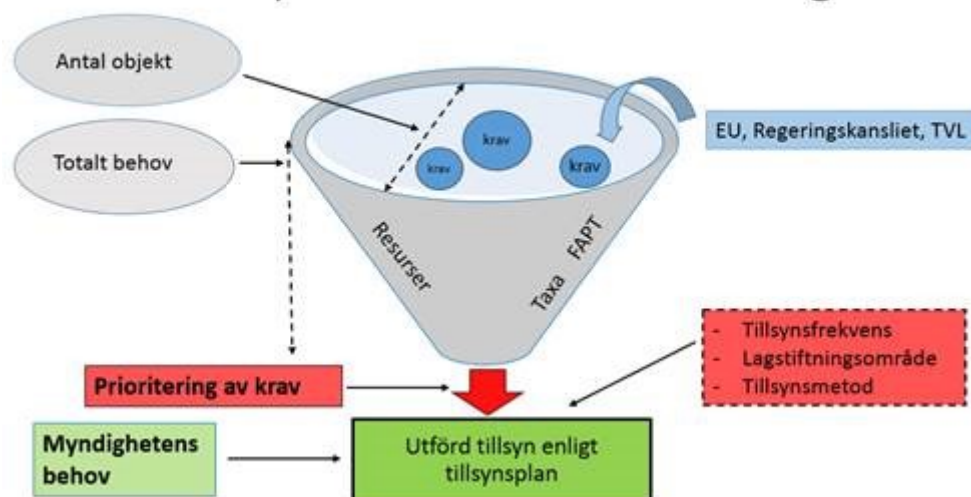 Antal objekt
Totalt behov
krav
krav
krav
EU, Regeringskansliet, TVL
Resurser
Taxa FAPT
- Tillsynsfrekvens
- Lagstiftningsområde
- Tillsynsmetod
Prioritering av krav
Myndighetens
behov
Utförd tillsyn enligt
tillsynsplan